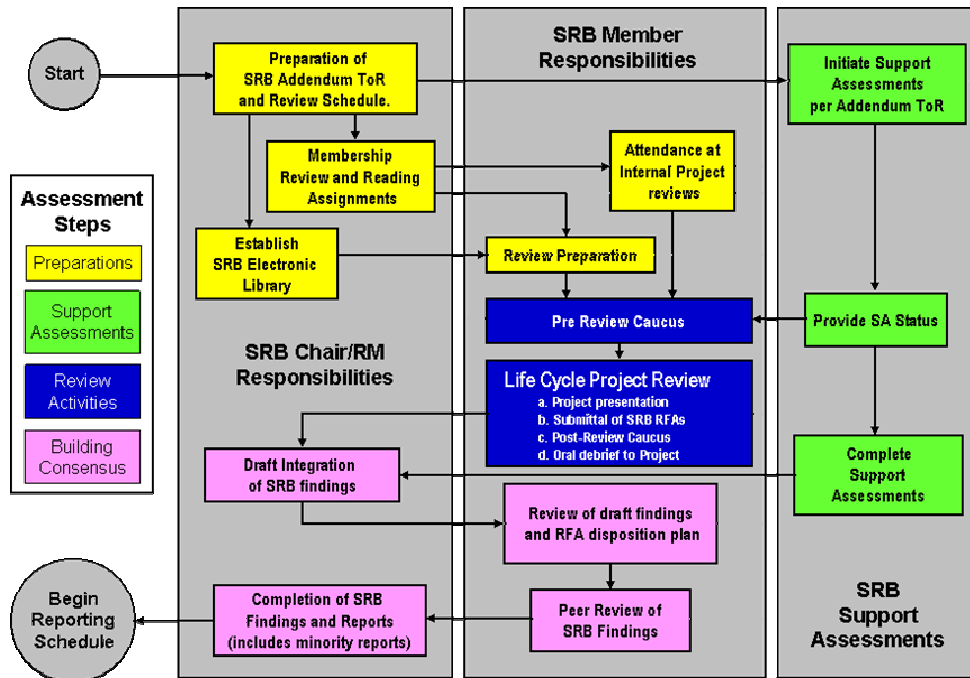 Start
Preparation of
SRB Addendum ToR
and Review Schedule.
SRB Member
Responsibilities
Initiate Support
Assessments
per Addendum ToR
Membership
Review and Reading
Assignments
Attendance at
Internal Project
reviews
Assessment
Steps
Preparations
Support
Assessments
Review
Activities
Building
Consensus
Establish
SRB Electronic
Library
Review Preparation
Pre Review Caucus
Provide SA Status
SRB Chair/RM
Responsibilities
Life Cycle Project Review
a. Project presentation
b. Submittal of SRB RFAs
c. Post-Review Caucus
d. Oral debrief to Project
Draft Integration
of SRB findings
Complete
Support
Assessments
Review of draft findings
and RFA disposition plan
Begin
Reporting
Schedule
Completion of SRB
Findings and Reports
(includes minority reports)
Peer Review of
SRB Findings
SRB
Support
Assessments